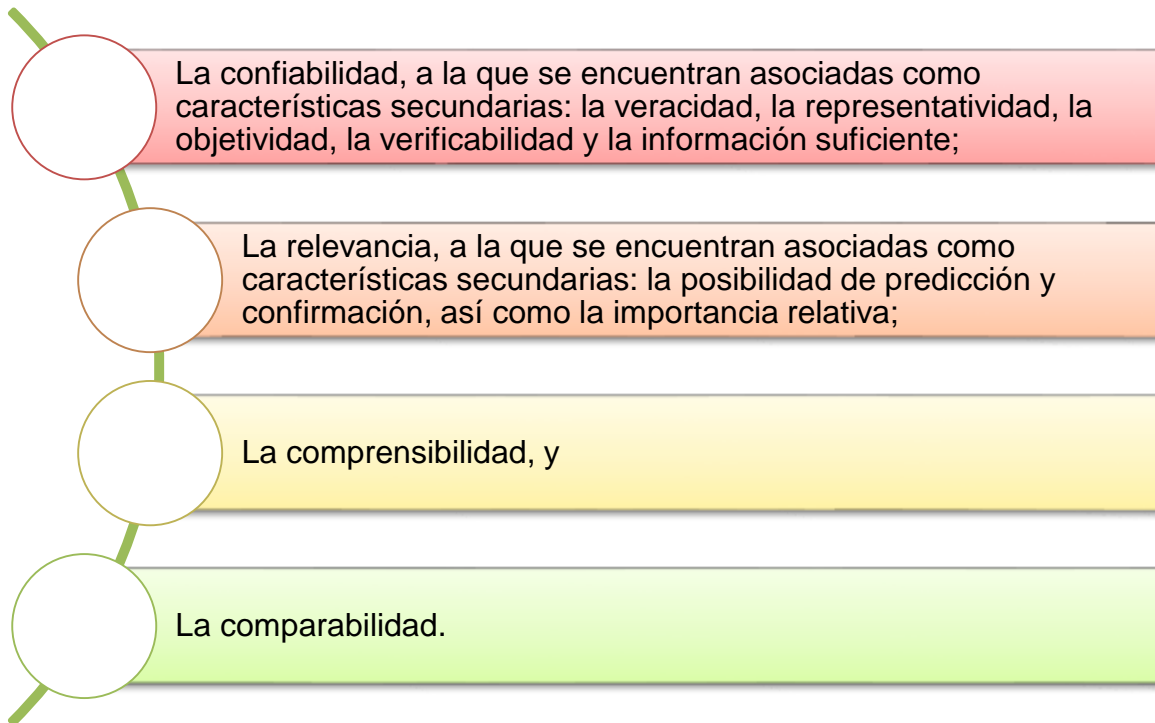 La confiabilidad, a la que se encuentran asociadas como
características secundarias: la veracidad, la representatividad, la
objetividad, la verificabilidad y la información suficiente;
La relevancia, a la que se encuentran asociadas como
características secundarias: la posibilidad de predicción y
confirmación, así como la importancia relativa;
La comprensibilidad, y
La comparabilidad.